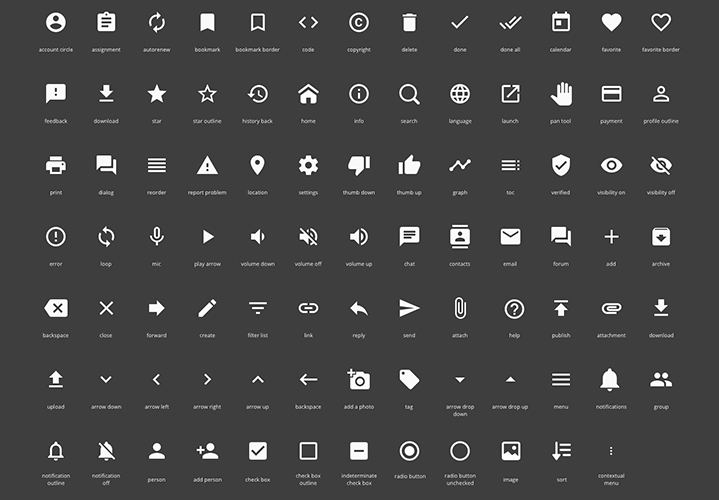 account circle assignment autorenew bookmark bookmark border code copyright delete done done all calendar favorite favorite border
feedback download star star outline history back home info search language launch pan tool payment profile outline
print dialog reorder report problem location settings thumb down thumb up graph toc verified visibility on visibility off
error loop mic play arrow volume down volume off volume up chat contacts email forum add archive
backspace close forward create filter list link reply send attach help publish attachment download
upload arrow down arrow left arrow right arrow up backspace add a photo tag arrow drop down arrow drop up menu notifications group
notification outline notification off person add person check box check box outline indeterminate check box radio button radio button unchecked image sort contextual menu